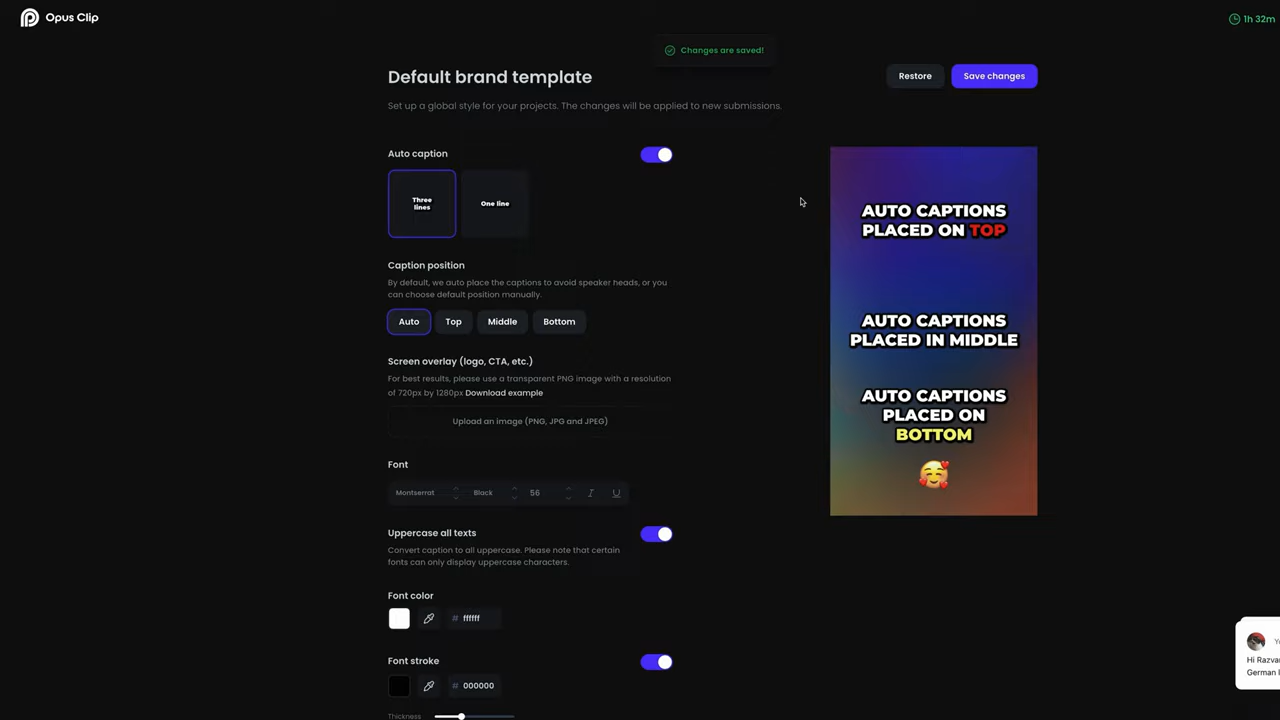 Opus Clip
1h 32m
Changes are saved!
Default brand template
Restore
Save changes
Set up a global style for your projects. The changes will be applied to new submissions.
Auto caption
Three
lines
One line
Caption position
By default, we auto place the captions to avoid speaker heads, or you
can choose default position manually.
Auto
Top
Middle
Bottom
Screen overlay (logo, CTA, etc.)
For best results, please use a transparent PNG image with a resolution
of 720px by 1280px Download example
Upload an image (PNG, JPG and JPEG)
Font
Montserrat
Black
56
I
U
Uppercase all texts
Convert caption to all uppercase. Please note that certain
fonts can only display uppercase characters.
Font color
# ffffff
Font stroke
# 000000
Thickness
AUTO CAPTIONS
PLACED ON TOP
AUTO CAPTIONS
PLACED IN MIDDLE
AUTO CAPTIONS
PLACED ON
BOTTOM
Hi Razva
German